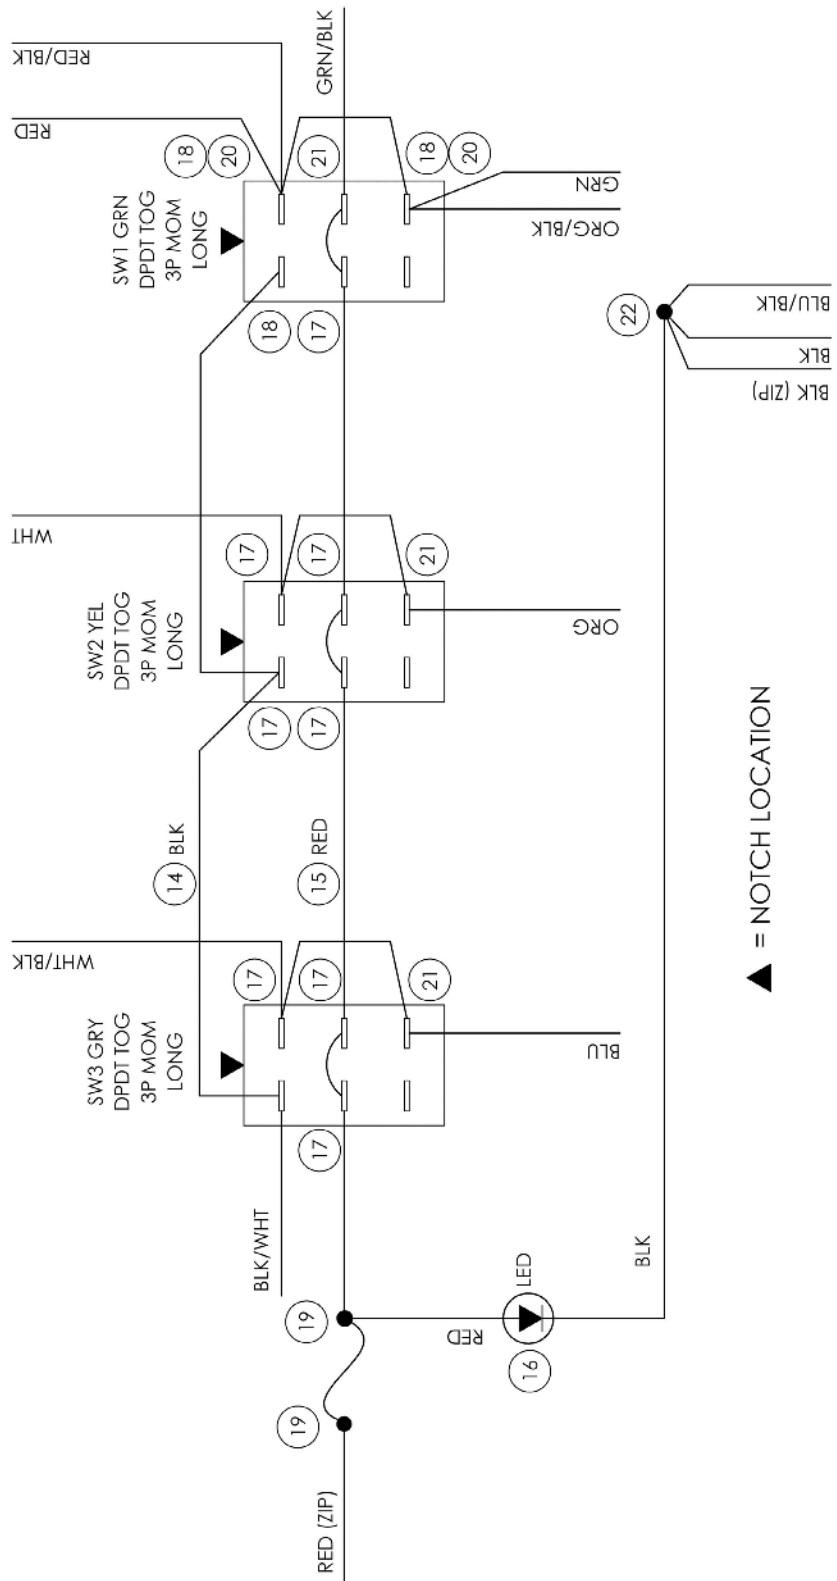 WHT/BLK
WHT
RED
RED/BLK
SW3 GRY
DPDT TOG
3P MOM
LONG
14
BLK
SW2 YEL
DPDT TOG
3P MOM
LONG
SW1 GRN
DPDT TOG
3P MOM
LONG
18
20
RED (ZIP)
19
19
BLK/WHT
17
17
17
15
RED
17
17
17
17
18
17
21
GRN/BLK
21
21
18
20
RED
16
LED
BLK
BLU
ORG
22
ORG/BLK
GRN
BLK (ZIP)
BLK
BLU/BLK
= NOTCH LOCATION